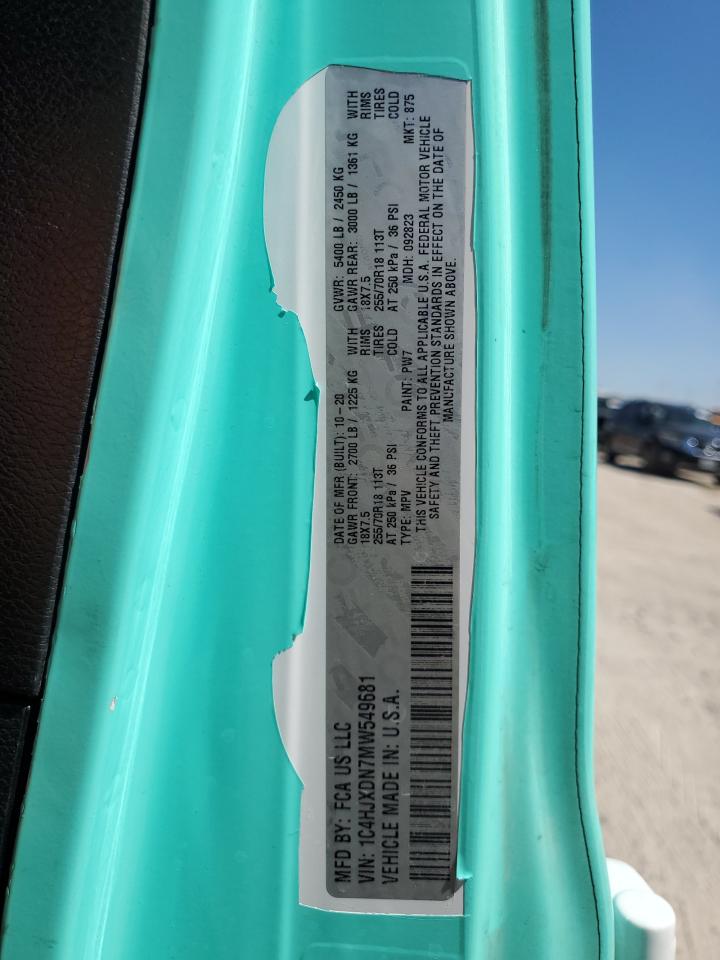 MFD BY: FCA US LLC
VIN: 1C4HJXDN7MW549681
VEHICLE MADE IN: U.S.A.
DATE OF MFR (BUILT): 10-20 GVWR: 5400 LB / 2450 KG
GAWR FRONT: 2700 LB / 1225 KG WITH GAWR REAR: 3000 LB / 1361 KG WITH
18X7.5 RIMS 18X7.5 RIMS
255/70R18 113T TIRES 255/70R18 113T TIRES
AT 250 kPa / 36 PSI COLD AT 250 kPa / 36 PSI COLD
TYPE: MPV PAINT: PW7 MDH: 092823 MKT: 875
THIS VEHICLE CONFORMS TO ALL APPLICABLE U.S.A. FEDERAL MOTOR VEHICLE
SAFETY AND THEFT PREVENTION STANDARDS IN EFFECT ON THE DATE OF
MANUFACTURE SHOWN ABOVE.